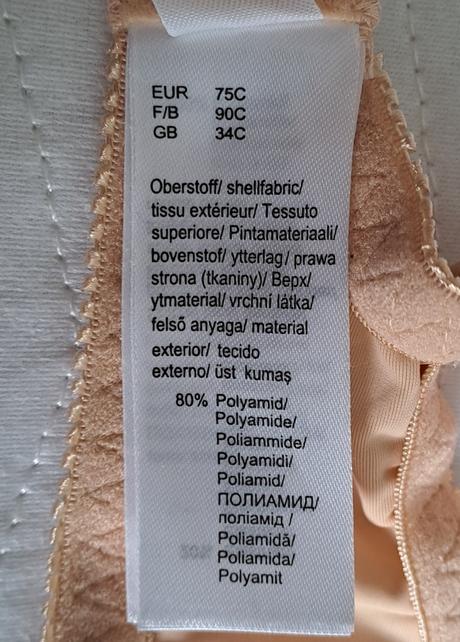 EUR 75C
F/B 90C
GB 34C
Oberstoff/ shellfabric/
tissu extérieur/ Tessuto
superiore/ Pintamateriaali/
bovenstof/ ytterlag/ prawa
strona (tkaniny)/ Верх/
ytmaterial/ vrchní látka/
felső anyaga/ material
exterior/ tecido
externo/ üst kumaş
80% Polyamid/
Polyamide/
Poliammide/
Polyamidi/
Poliamid/
ПОЛИАМИД/
поліамід /
Poliamidă/
Poliamida/
Polyamit